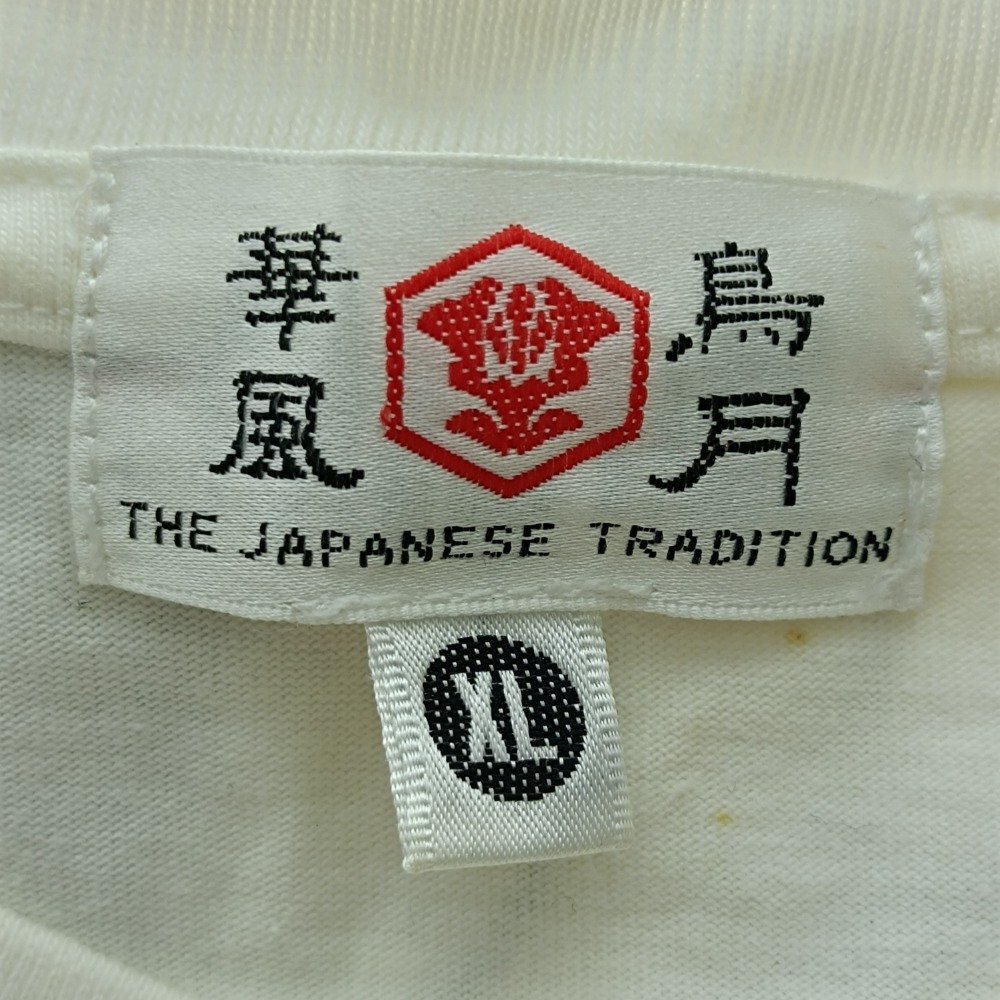 華鳥
風月
THE JAPANESE TRADITION
XL